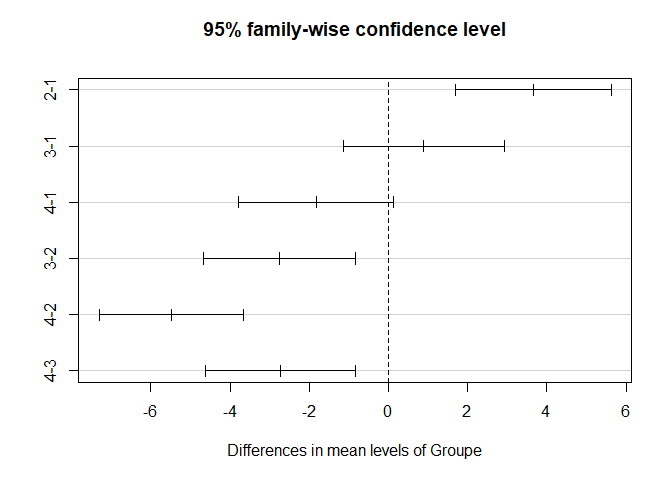 95% family-wise confidence level
2-1
3-1
4-1
3-2
4-2
4-3
-6 -4 -2 0 2 4 6
Differences in mean levels of Groupe